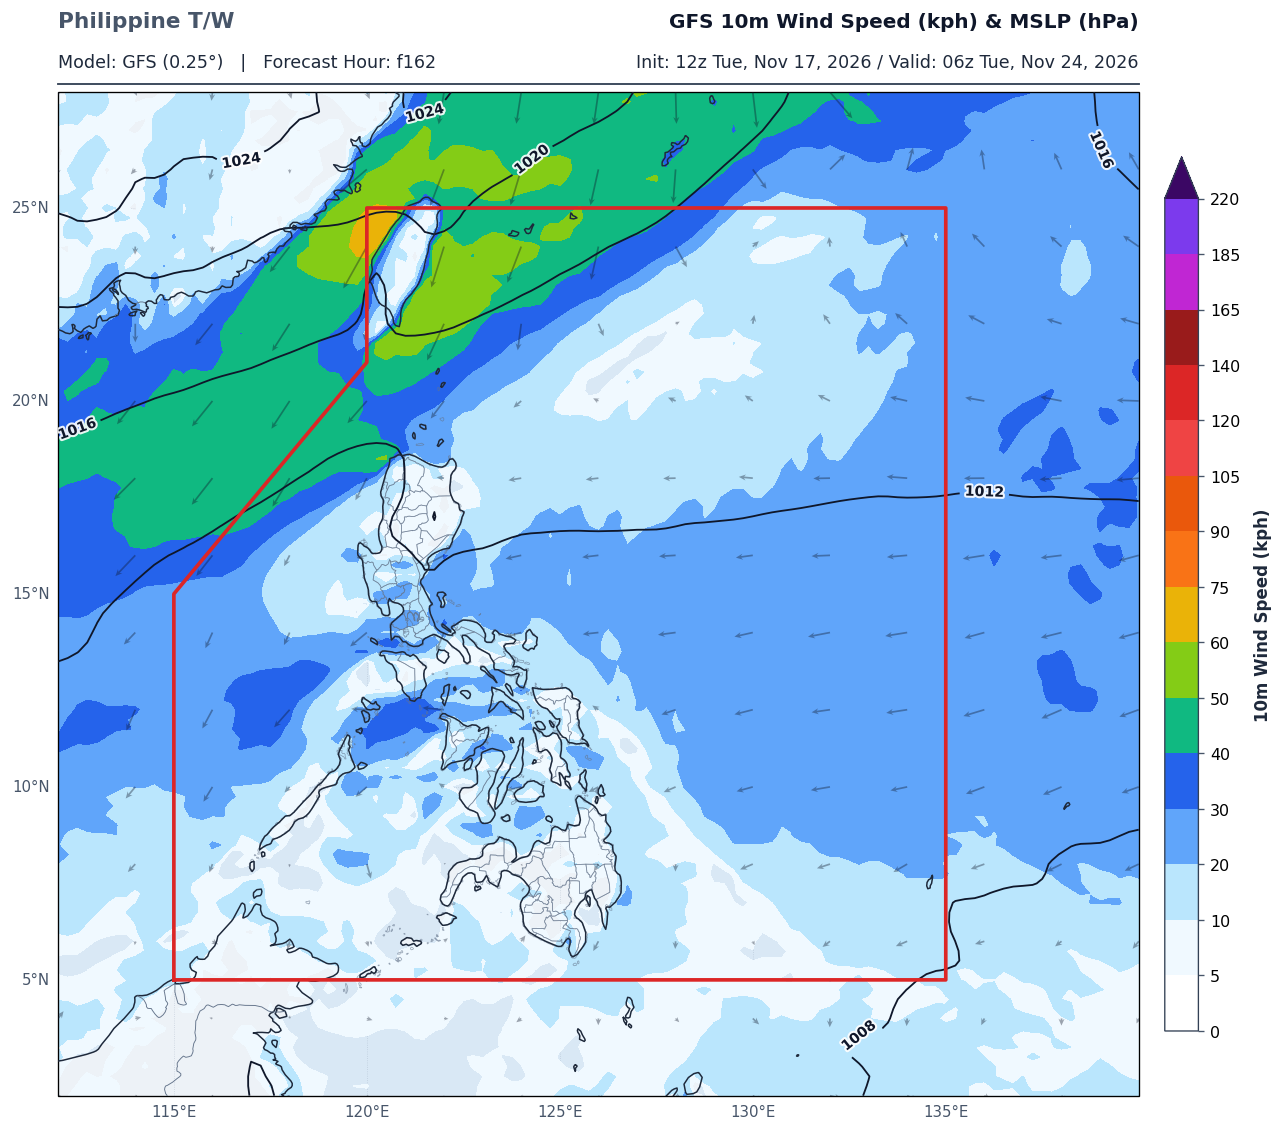 Philippine T/W
GFS 10m Wind Speed (kph) & MSLP (hPa)
Model: GFS (0.25°) | Forecast Hour: f162
Init: 12z Tue, Nov 17, 2026 / Valid: 06z Tue, Nov 24, 2026
1024
1024
1020
1016
1016
1012
1008
25°N
20°N
15°N
10°N
5°N
115°E
120°E
125°E
130°E
135°E
220
185
165
140
120
105
90
75
60
50
40
30
20
10
5
0
10m Wind Speed (kph)